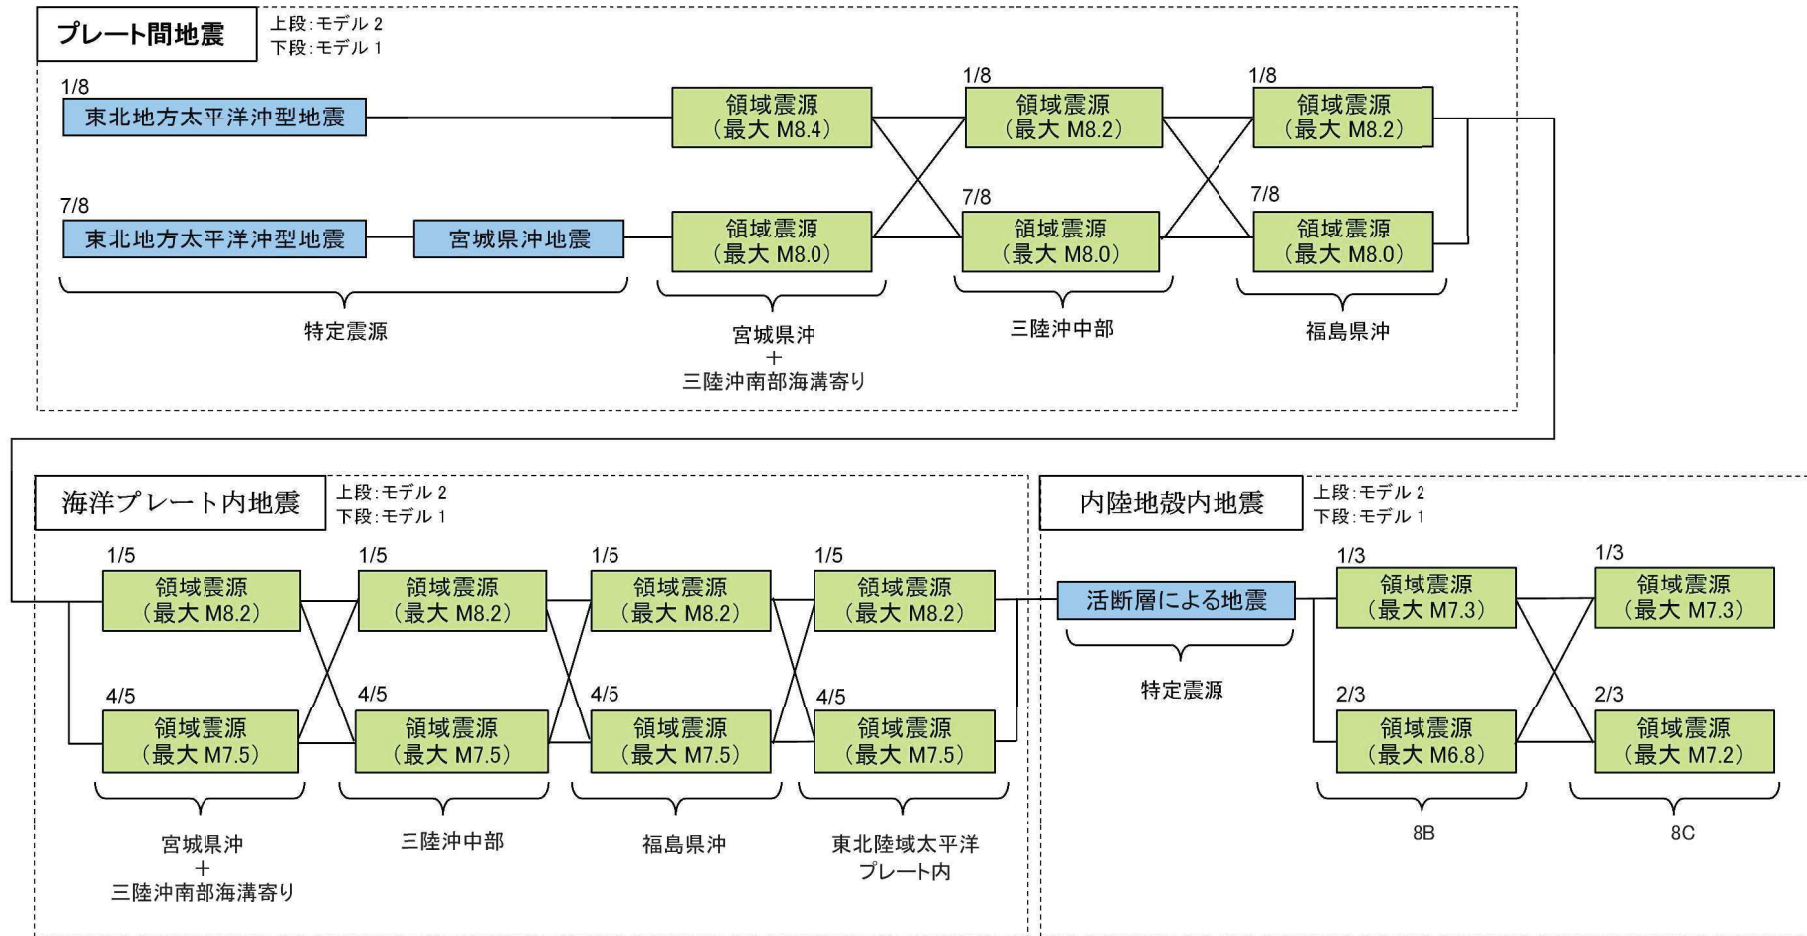 プレート間地震
上段:モデル 2
下段:モデル 1
1/8
東北地方太平洋沖型地震
領域震源
(最大 M8.4)
1/8
領域震源
(最大 M8.2)
1/8
領域震源
(最大 M8.2)
7/8
東北地方太平洋沖型地震
宮城県沖地震
領域震源
(最大 M8.0)
7/8
領域震源
(最大 M8.0)
7/8
領域震源
(最大 M8.0)
特定震源
宮城県沖
+
三陸沖南部海溝寄り
三陸沖中部
福島県沖
海洋プレート内地震
上段:モデル 2
下段:モデル 1
1/5
領域震源
(最大 M8.2)
1/5
領域震源
(最大 M8.2)
1/5
領域震源
(最大 M8.2)
1/5
領域震源
(最大 M8.2)
4/5
領域震源
(最大 M7.5)
4/5
領域震源
(最大 M7.5)
4/5
領域震源
(最大 M7.5)
4/5
領域震源
(最大 M7.5)
宮城県沖
+
三陸沖南部海溝寄り
三陸沖中部
福島県沖
東北陸域太平洋
プレート内
内陸地殻内地震
上段:モデル 2
下段:モデル 1
活断層による地震
特定震源
1/3
領域震源
(最大 M7.3)
1/3
領域震源
(最大 M7.3)
2/3
領域震源
(最大 M6.8)
2/3
領域震源
(最大 M7.2)
8B
8C